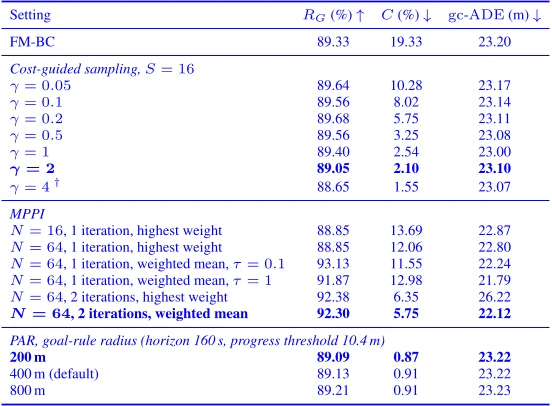 Setting R_G (%) ↑ C (%) ↓ gc-ADE (m) ↓
FM-BC 89.33 19.33 23.20
Cost-guided sampling, S = 16
γ = 0.05 89.64 10.28 23.17
γ = 0.1 89.56 8.02 23.14
γ = 0.2 89.68 5.75 23.11
γ = 0.5 89.56 3.25 23.08
γ = 1 89.40 2.54 23.00
γ = 2 89.05 2.10 23.10
γ = 4 † 88.65 1.55 23.07
MPPI
N = 16, 1 iteration, highest weight 88.85 13.69 22.87
N = 64, 1 iteration, highest weight 88.85 12.06 22.80
N = 64, 1 iteration, weighted mean, τ = 0.1 93.13 11.55 22.24
N = 64, 1 iteration, weighted mean, τ = 1 91.87 12.98 21.79
N = 64, 2 iterations, highest weight 92.38 6.35 26.22
N = 64, 2 iterations, weighted mean 92.30 5.75 22.12
PAR, goal-rule radius (horizon 160 s, progress threshold 10.4 m)
200 m 89.09 0.87 23.22
400 m (default) 89.13 0.91 23.22
800 m 89.21 0.91 23.23